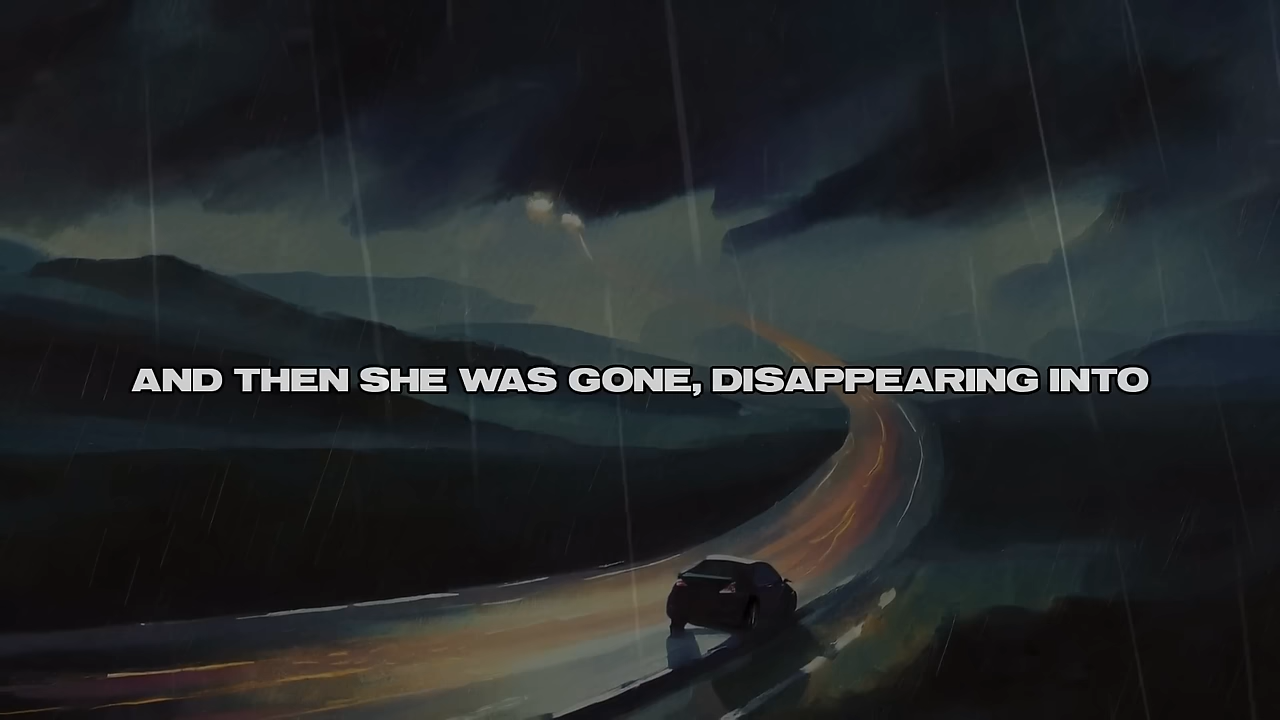 AND THEN SHE WAS GONE, DISAPPEARING INTO